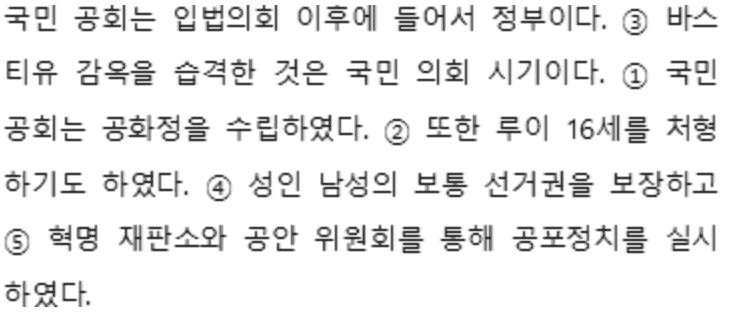 국민 공회는 입법의회 이후에 들어서 정부이다. ③ 바스
티유 감옥을 습격한 것은 국민 의회 시기이다. ① 국민
공회는 공화정을 수립하였다. ② 또한 루이 16세를 처형
하기도 하였다. ④ 성인 남성의 보통 선거권을 보장하고
⑤ 혁명 재판소와 공안 위원회를 통해 공포정치를 실시
하였다.